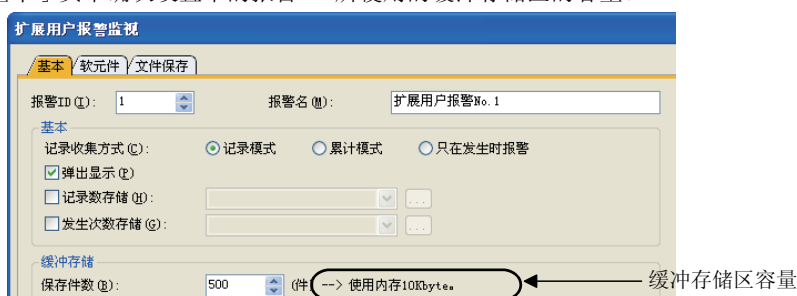 扩展用户报警监视
基本 软元件 文件保存
报警ID(I): 1 报警名(M): 扩展用户报警No.1
基本
记录收集方式(C): 记录模式 累计模式 只在发生时报警
弹出显示(P)
记录数存储(H): ...
发生次数存储(G): ...
缓冲存储
保存件数(B): 500 (件) --> 使用内存10Kbyte。
缓冲存储区容量